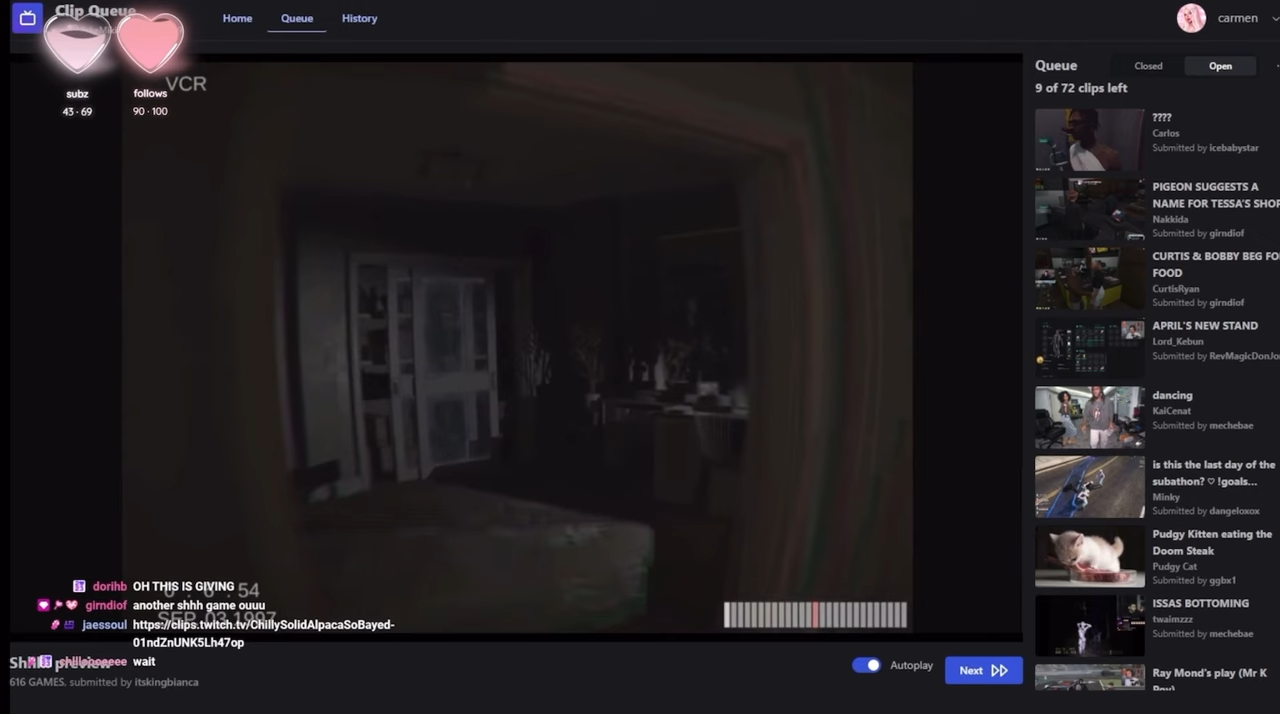 Clip Queue
Home
Queue
History
carmen
subz
43 · 69
follows
90 · 100
VCR
Queue
Closed
Open
9 of 72 clips left
????
Carlos
Submitted by icebabystar
PIGEON SUGGESTS A
NAME FOR TESSA'S SHOP
Nakkida
Submitted by girndiof
CURTIS & BOBBY BEG FO
FOOD
CurtisRyan
Submitted by girndiof
APRIL'S NEW STAND
Lord_Kebun
Submitted by RevMagicDonJo
dancing
KaiCenat
Submitted by mechebae
is this the last day of the
subathon? ♡ !goals...
Minky
Submitted by dangeloxox
Pudgy Kitten eating the
Doom Steak
Pudgy Cat
Submitted by ggbx1
ISSAS BOTTOMING
twaimzzz
Submitted by mechebae
Ray Mond's play (Mr K
dorihb OH THIS IS GIVING
girndiof another shhh game ouuu
jaessoul https://clips.twitch.tv/ChillySolidAlpacaSoBayed-
01ndZnUNK5Lh47op
wait
54
SEP. 03 1997
preview
616 GAMES. submitted by itskingbianca
Autoplay
Next